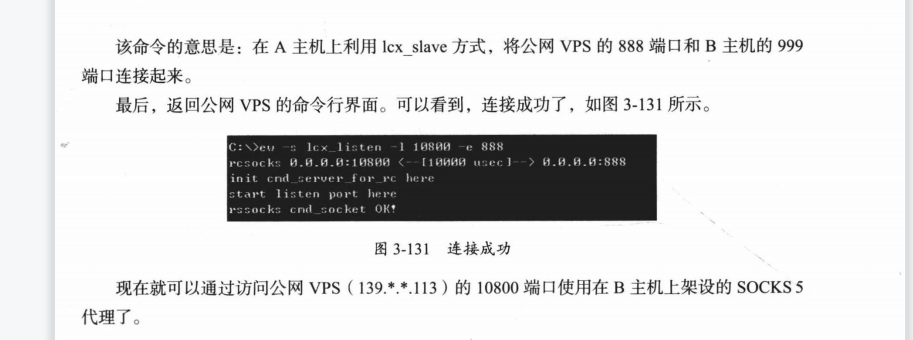 该命令的意思是：在 A 主机上利用 lcx_slave 方式，将公网 VPS 的 888 端口和 B 主机的 999
端口连接起来。
最后，返回公网 VPS 的命令行界面。可以看到，连接成功了，如图 3-131 所示。
C:\>ew -s lcx_listen -l 10800 -e 888
rcsocks 0.0.0.0:10800 <--[10000 usec]--> 0.0.0.0:888
init cmd_server_for_rc here
start listen port here
rssocks cmd_socket OK!
图 3-131 连接成功
现在就可以通过访问公网 VPS（139.*.*.113）的 10800 端口使用在 B 主机上架设的 SOCKS 5
代理了。